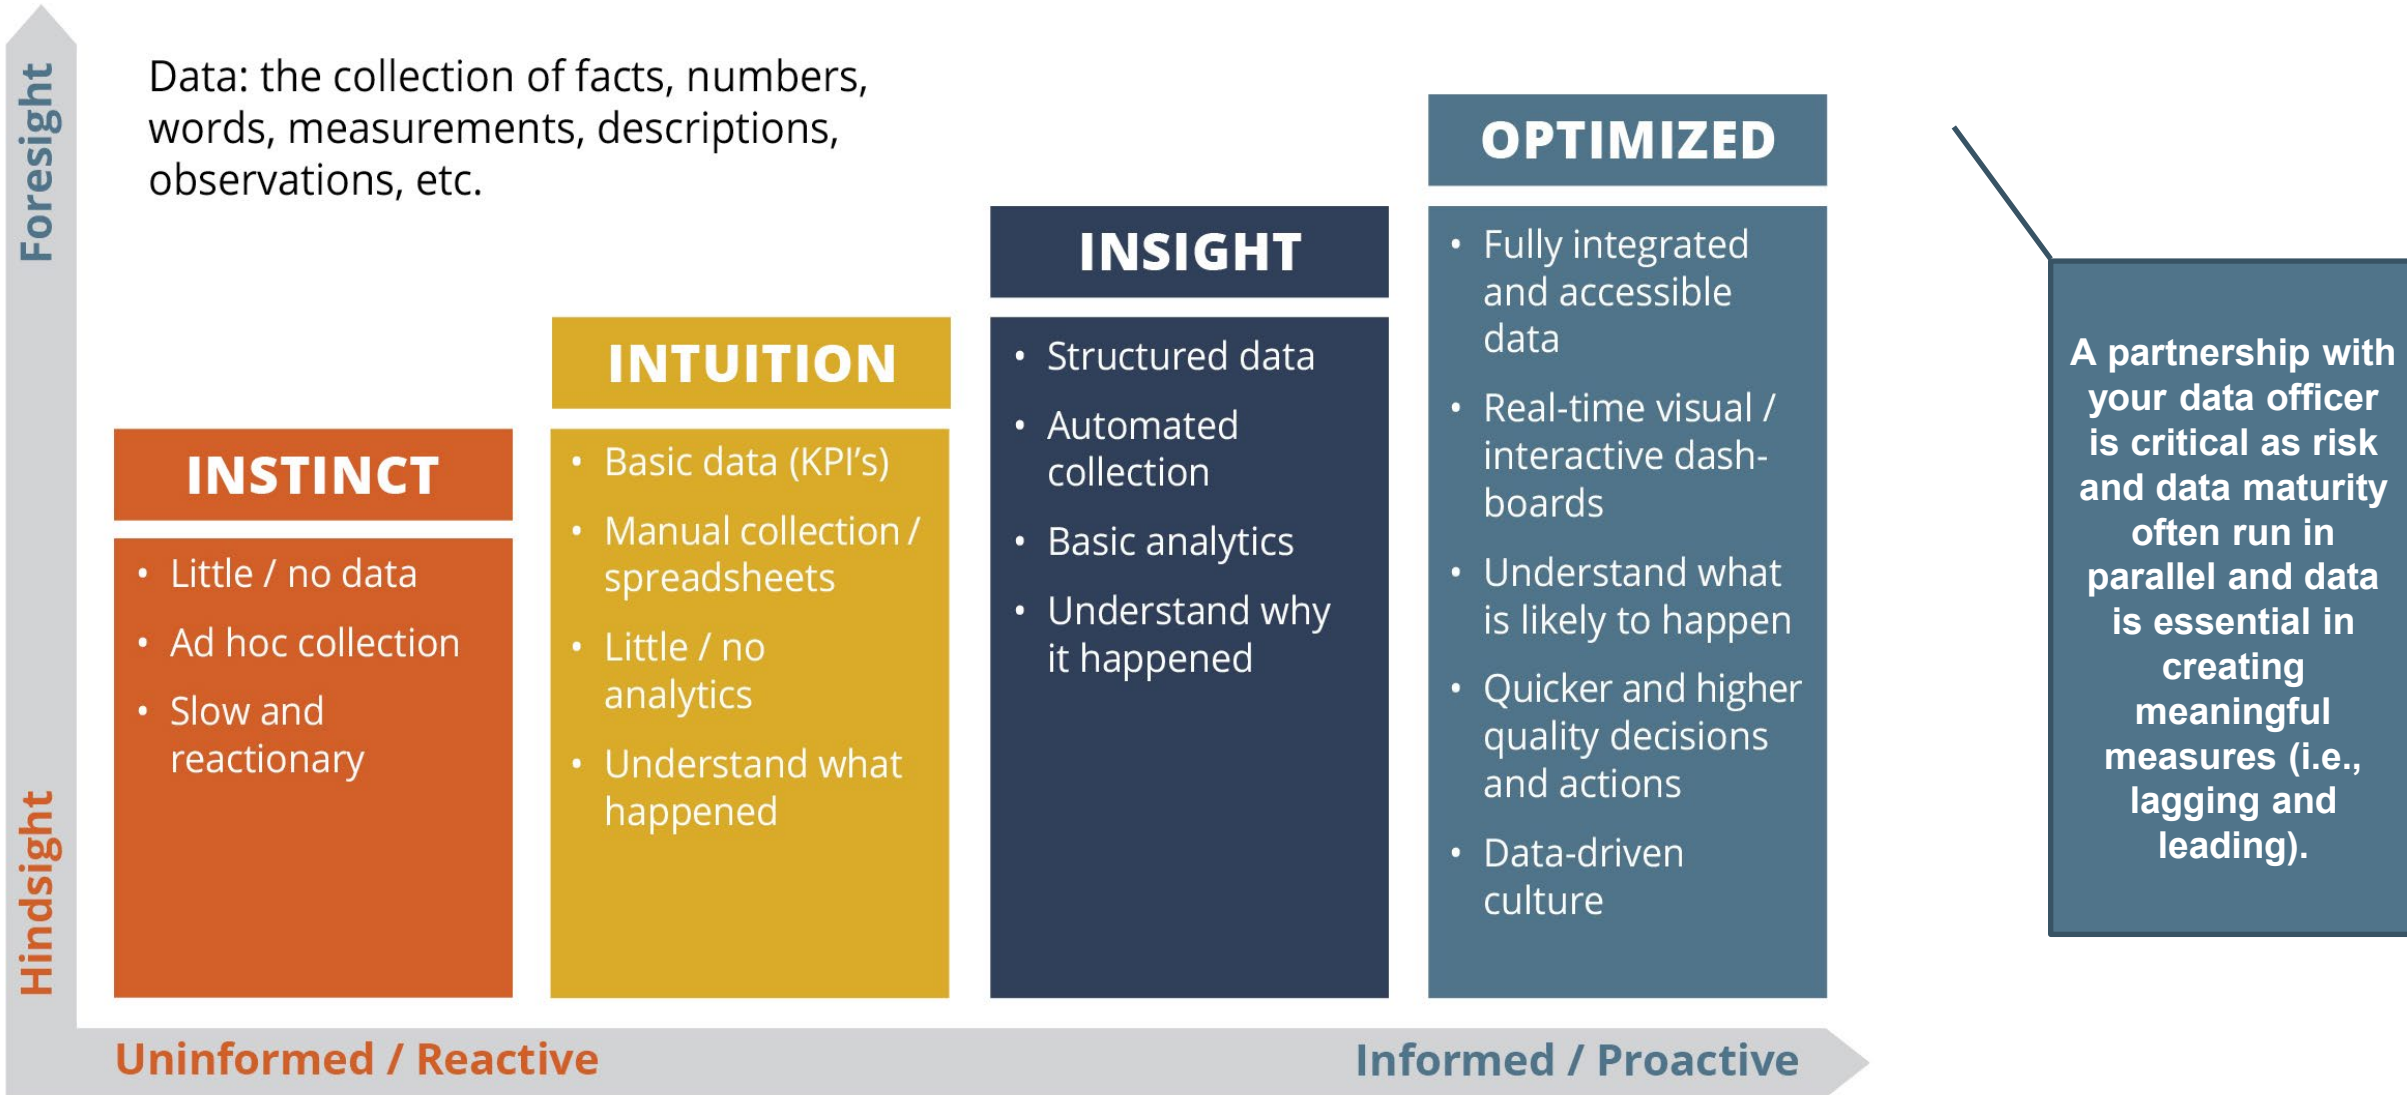 Foresight
Hindsight
Data: the collection of facts, numbers,
words, measurements, descriptions,
observations, etc.
INSTINCT
• Little / no data
• Ad hoc collection
• Slow and
reactionary
INTUITION
• Basic data (KPI’s)
• Manual collection /
spreadsheets
• Little / no
analytics
• Understand what
happened
INSIGHT
• Structured data
• Automated
collection
• Basic analytics
• Understand why
it happened
OPTIMIZED
• Fully integrated
and accessible
data
• Real-time visual /
interactive dash-
boards
• Understand what
is likely to happen
• Quicker and higher
quality decisions
and actions
• Data-driven
culture
A partnership with
your data officer
is critical as risk
and data maturity
often run in
parallel and data
is essential in
creating
meaningful
measures (i.e.,
lagging and
leading).
Uninformed / Reactive
Informed / Proactive